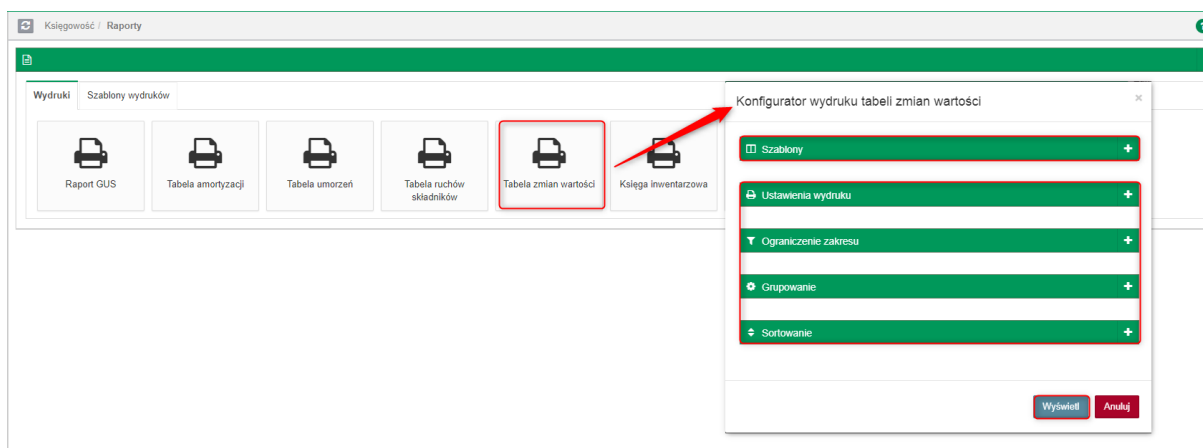 Księgowość / Raporty
Wydruki
Szablony wydruków
Raport GUS
Tabela amortyzacji
Tabela umorzeń
Tabela ruchów
składników
Tabela zmian wartości
Księga inwentarzowa
Konfigurator wydruku tabeli zmian wartości
×
Szablony
Ustawienia wydruku
Ograniczenie zakresu
Grupowanie
Sortowanie
Wyświetl
Anuluj